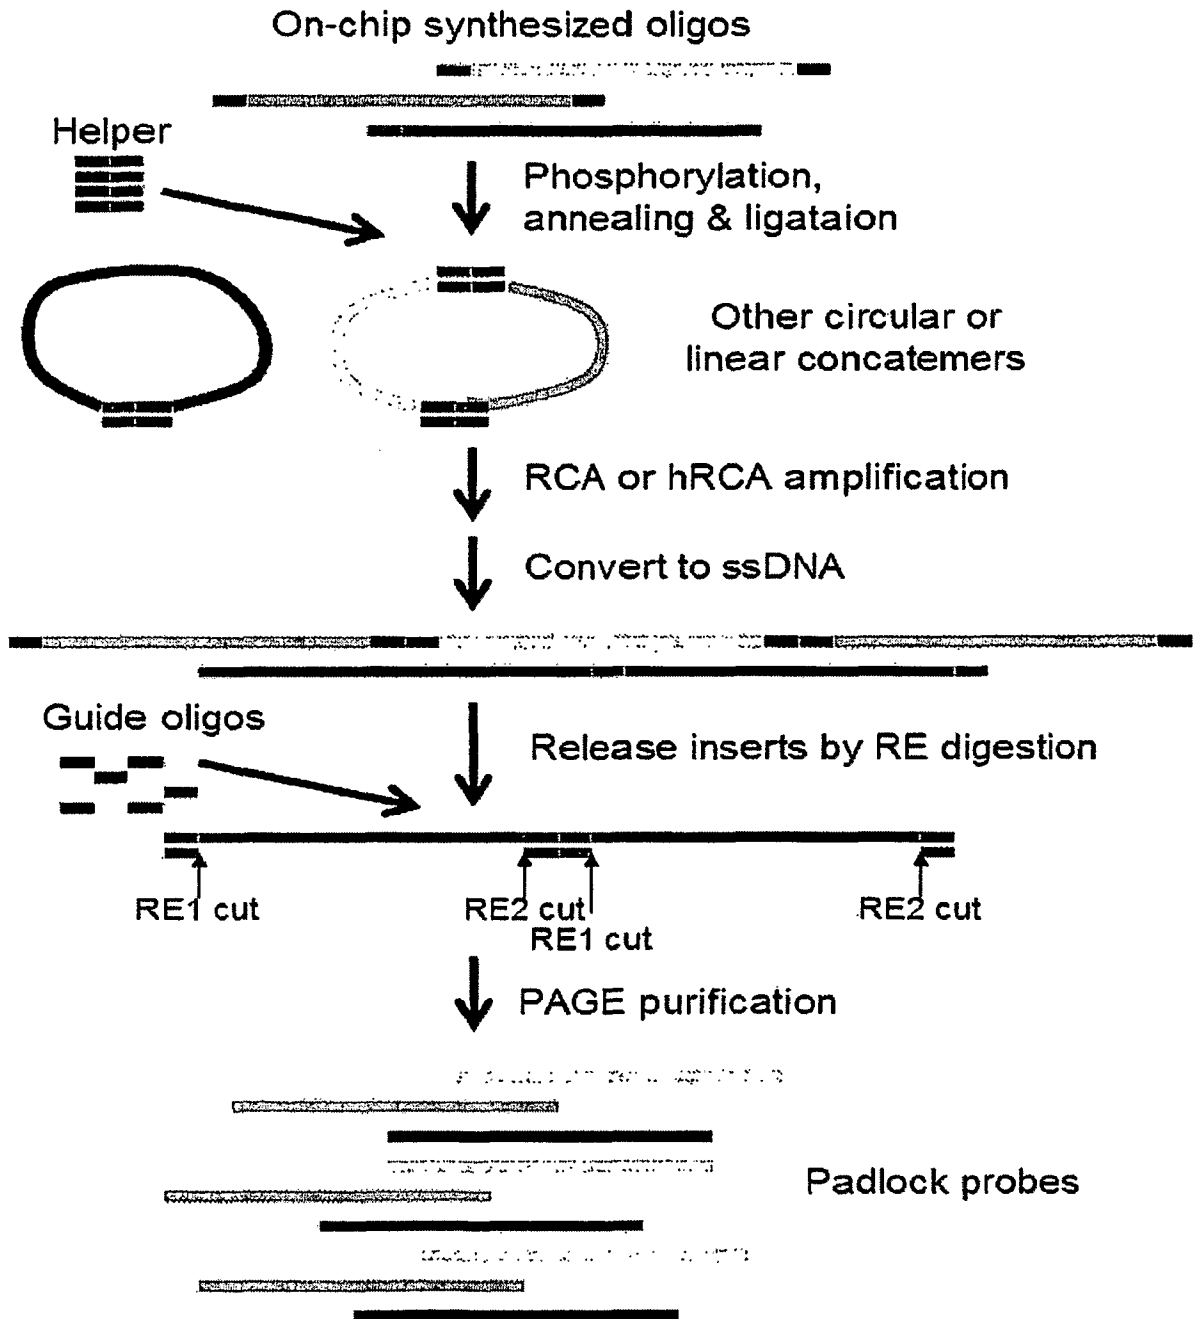 On-chip synthesized oligos
Helper
Phosphorylation,
annealing & ligataion
Other circular or
linear concatemers
RCA or hRCA amplification
Convert to ssDNA
Guide oligos
Release inserts by RE digestion
RE1 cut
RE2 cut
RE2 cut
RE1 cut
PAGE purification
Padlock probes